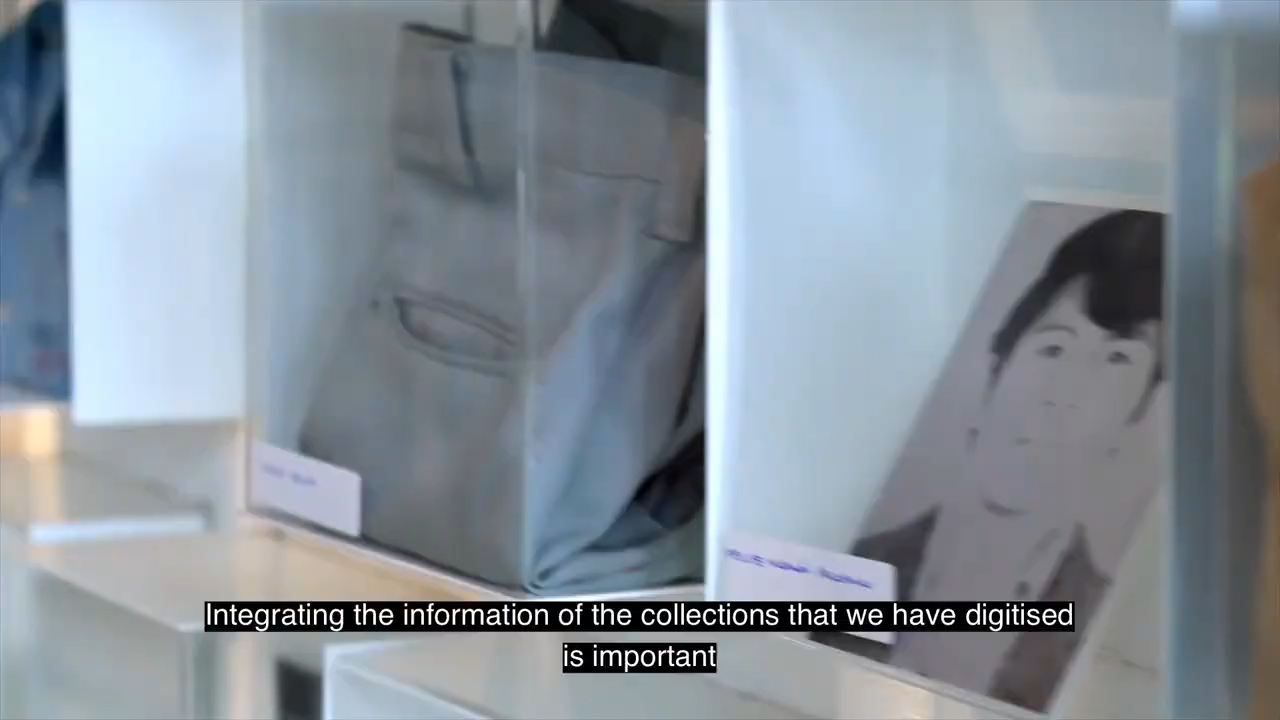 Integrating the information of the collections that we have digitised
is important